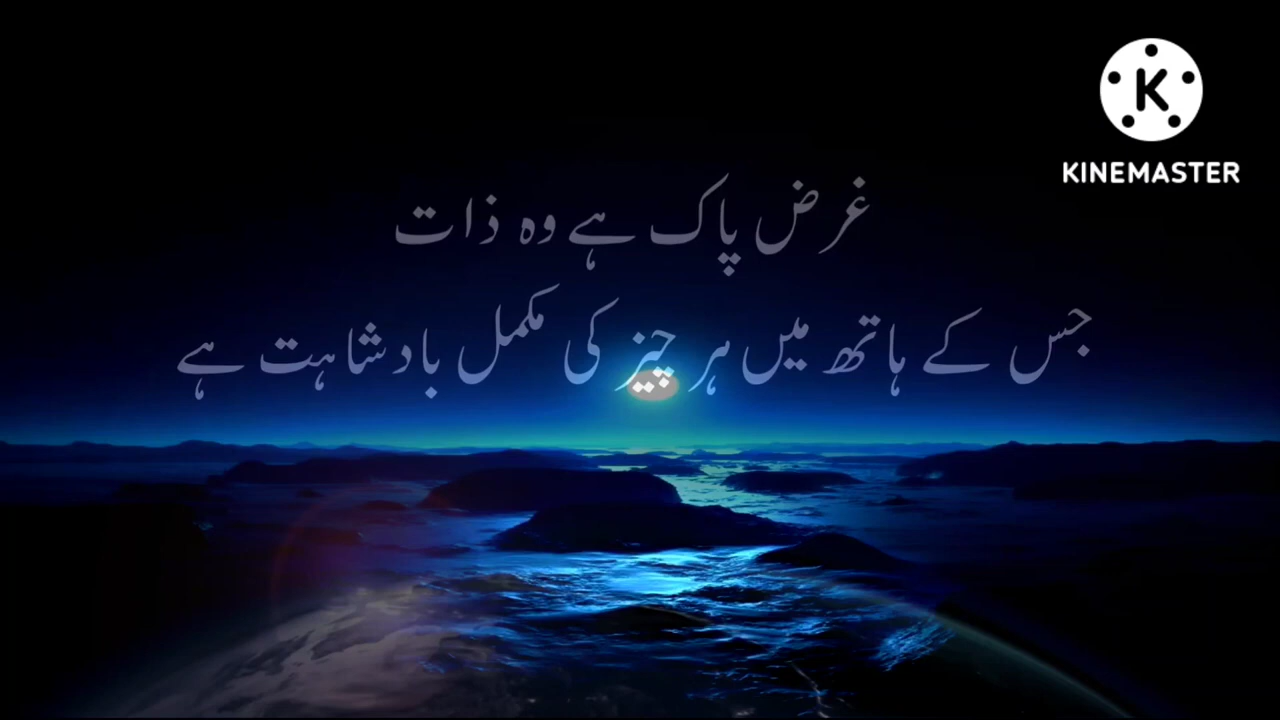 KINEMASTER
غرض پاک ہے وہ ذات
جس کے ہاتھ میں ہر چیز کی مکمل بادشاہت ہے